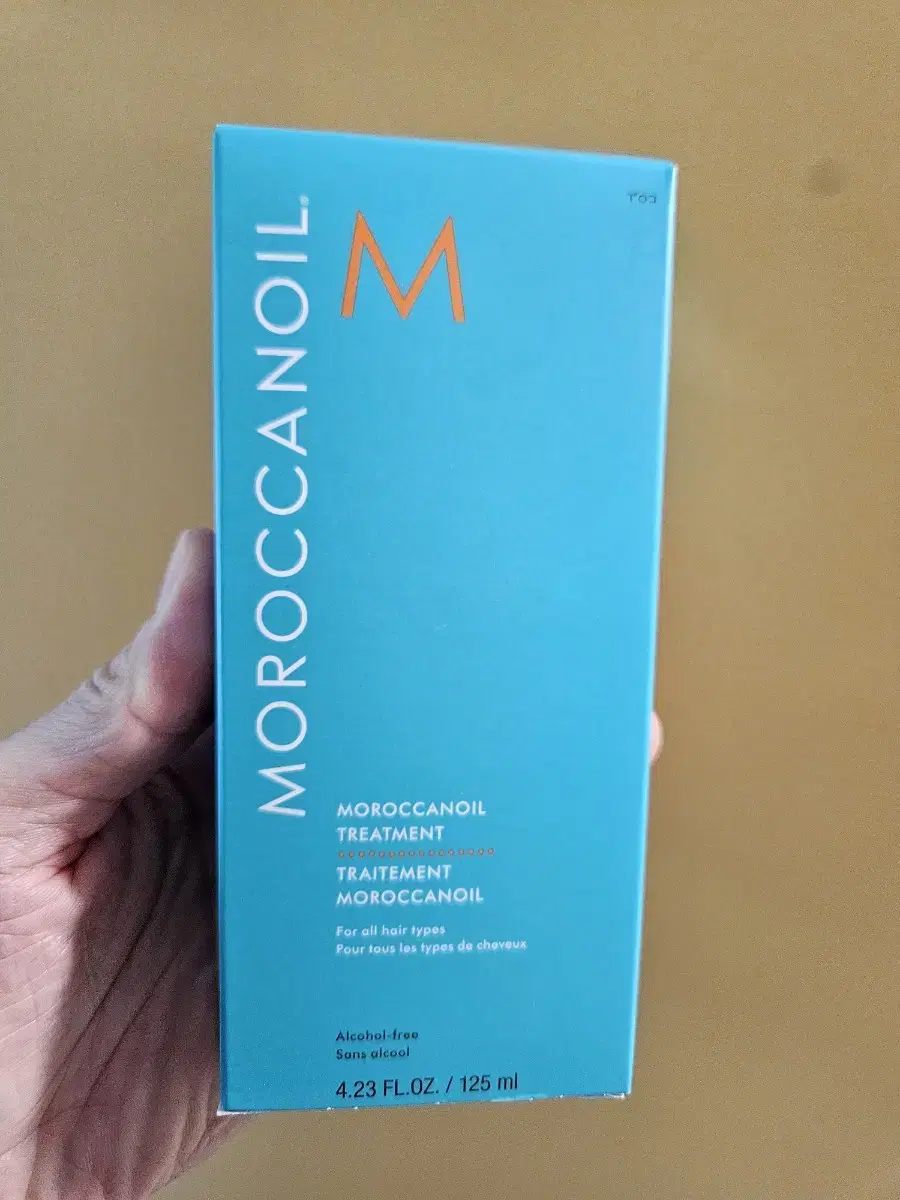 MOROCCANOIL®
M
MOROCCANOIL
TREATMENT
TRAITEMENT
MOROCCANOIL
For all hair types
Pour tous les types de cheveux
Alcohol-free
Sans alcool
4.23 FL.OZ. / 125 ml